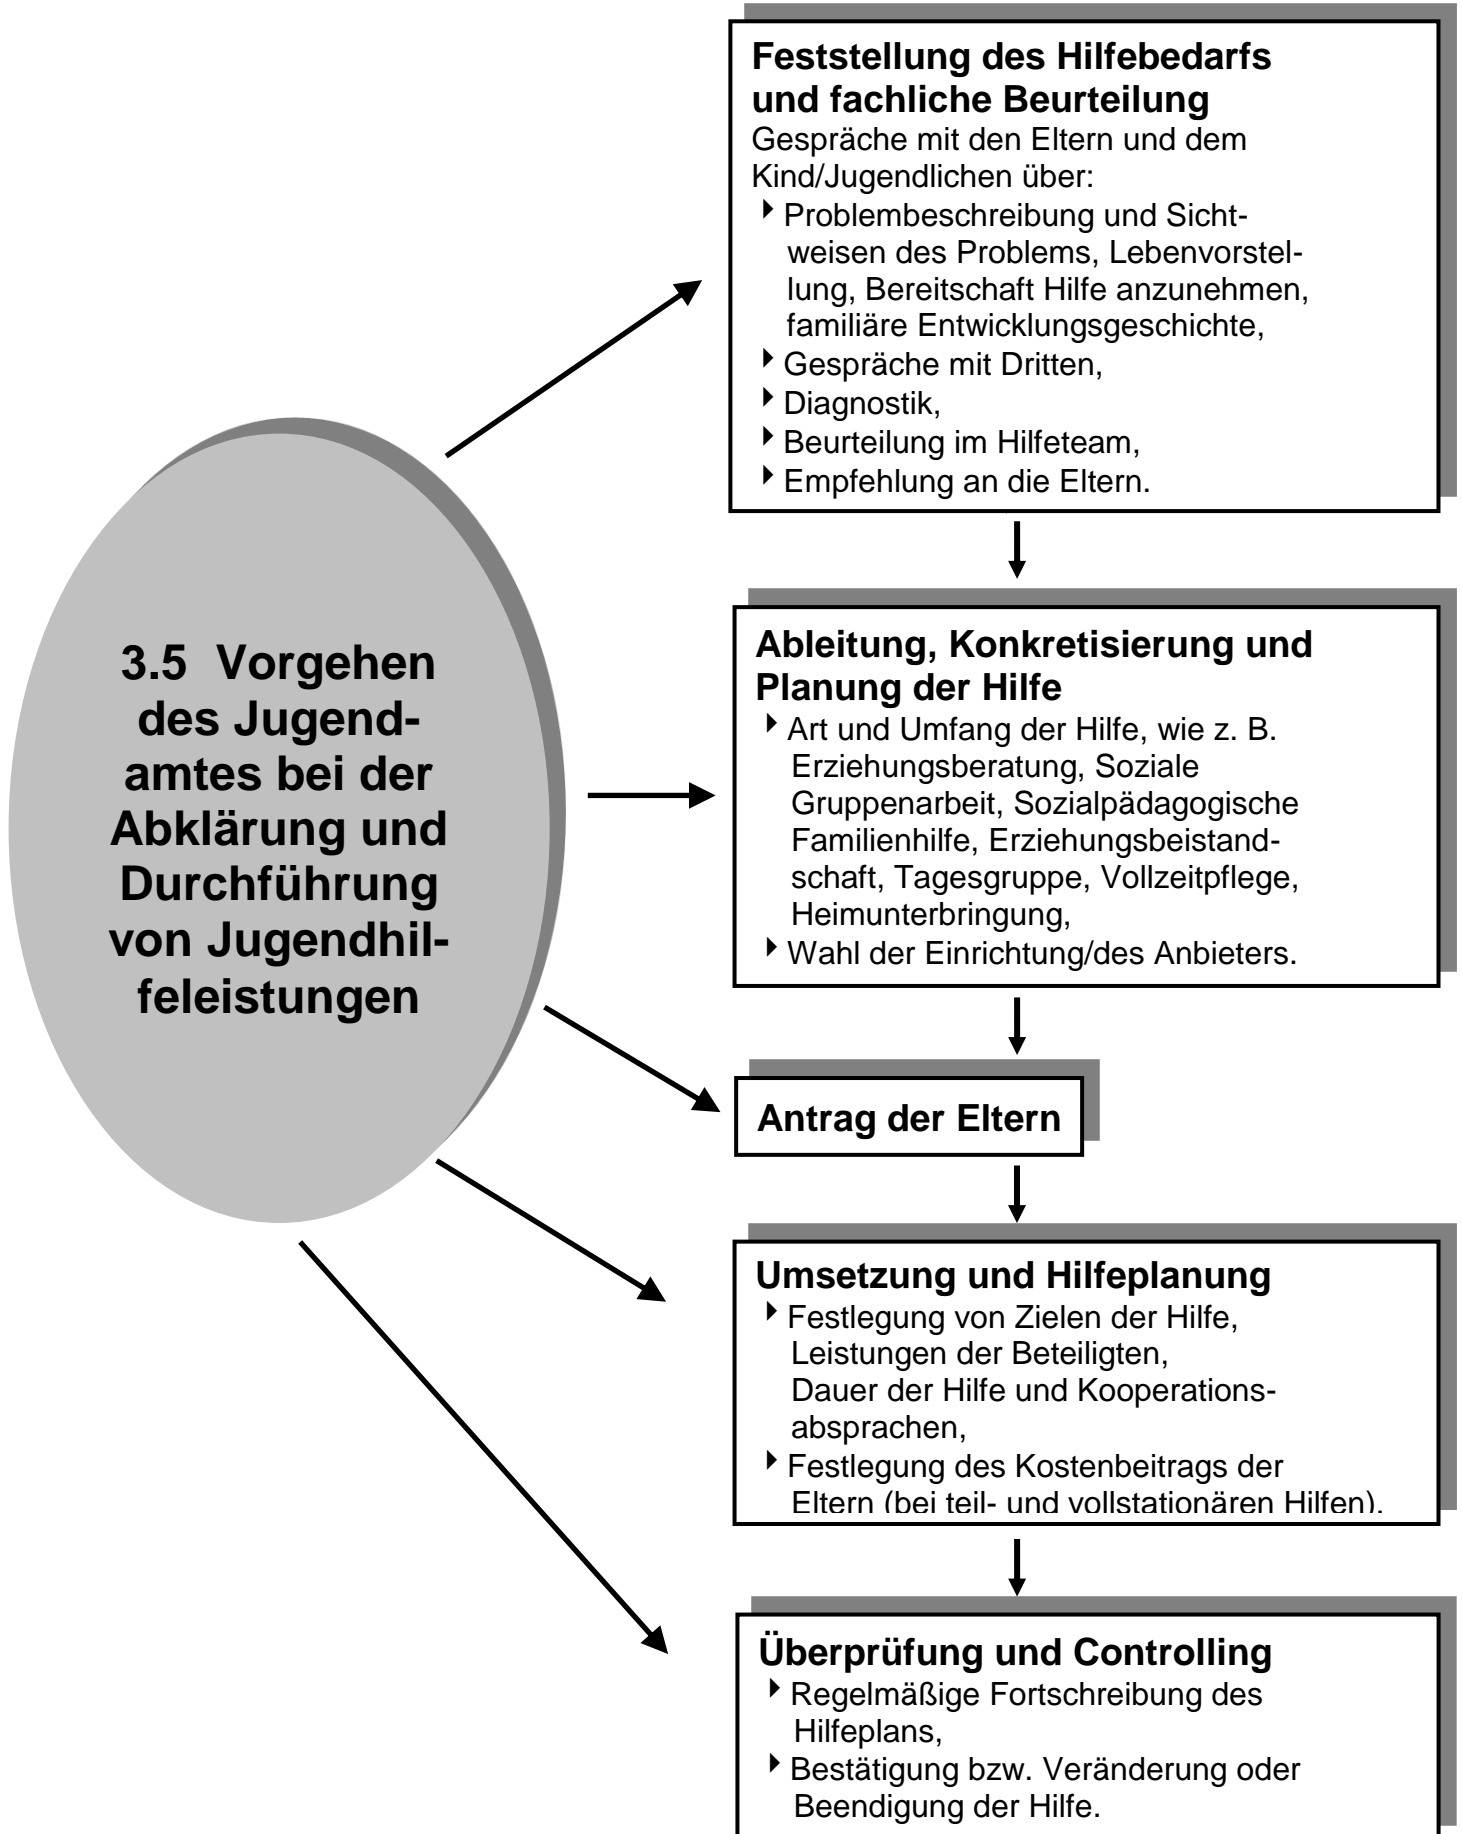 3.5 Vorgehen
des Jugend-
amtes bei der
Abklärung und
Durchführung
von Jugendhil-
feleistungen
Feststellung des Hilfebedarfs
und fachliche Beurteilung
Gespräche mit den Eltern und dem
Kind/Jugendlichen über:
Problembeschreibung und Sicht-
weisen des Problems, Lebenvorstel-
lung, Bereitschaft Hilfe anzunehmen,
familiäre Entwicklungsgeschichte,
Gespräche mit Dritten,
Diagnostik,
Beurteilung im Hilfeteam,
Empfehlung an die Eltern.
Ableitung, Konkretisierung und
Planung der Hilfe
Art und Umfang der Hilfe, wie z. B.
Erziehungsberatung, Soziale
Gruppenarbeit, Sozialpädagogische
Familienhilfe, Erziehungsbeistand-
schaft, Tagesgruppe, Vollzeitpflege,
Heimunterbringung,
Wahl der Einrichtung/des Anbieters.
Antrag der Eltern
Umsetzung und Hilfeplanung
Festlegung von Zielen der Hilfe,
Leistungen der Beteiligten,
Dauer der Hilfe und Kooperations-
absprachen,
Festlegung des Kostenbeitrags der
Eltern (bei teil- und vollstationären Hilfen).
Überprüfung und Controlling
Regelmäßige Fortschreibung des
Hilfeplans,
Bestätigung bzw. Veränderung oder
Beendigung der Hilfe.